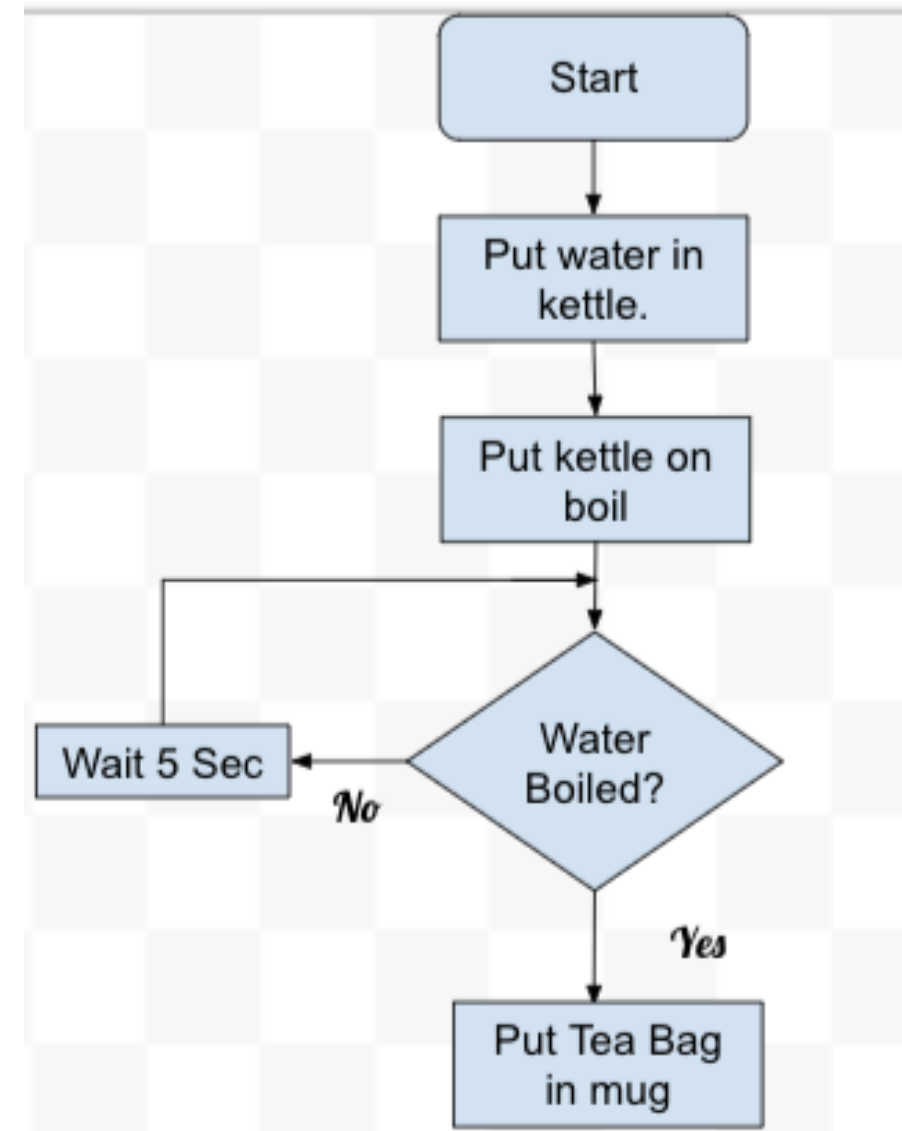 Start
Put water in
kettle.
Put kettle on
boil
Water
Boiled?
Wait 5 Sec
No
Yes
Put Tea Bag
in mug